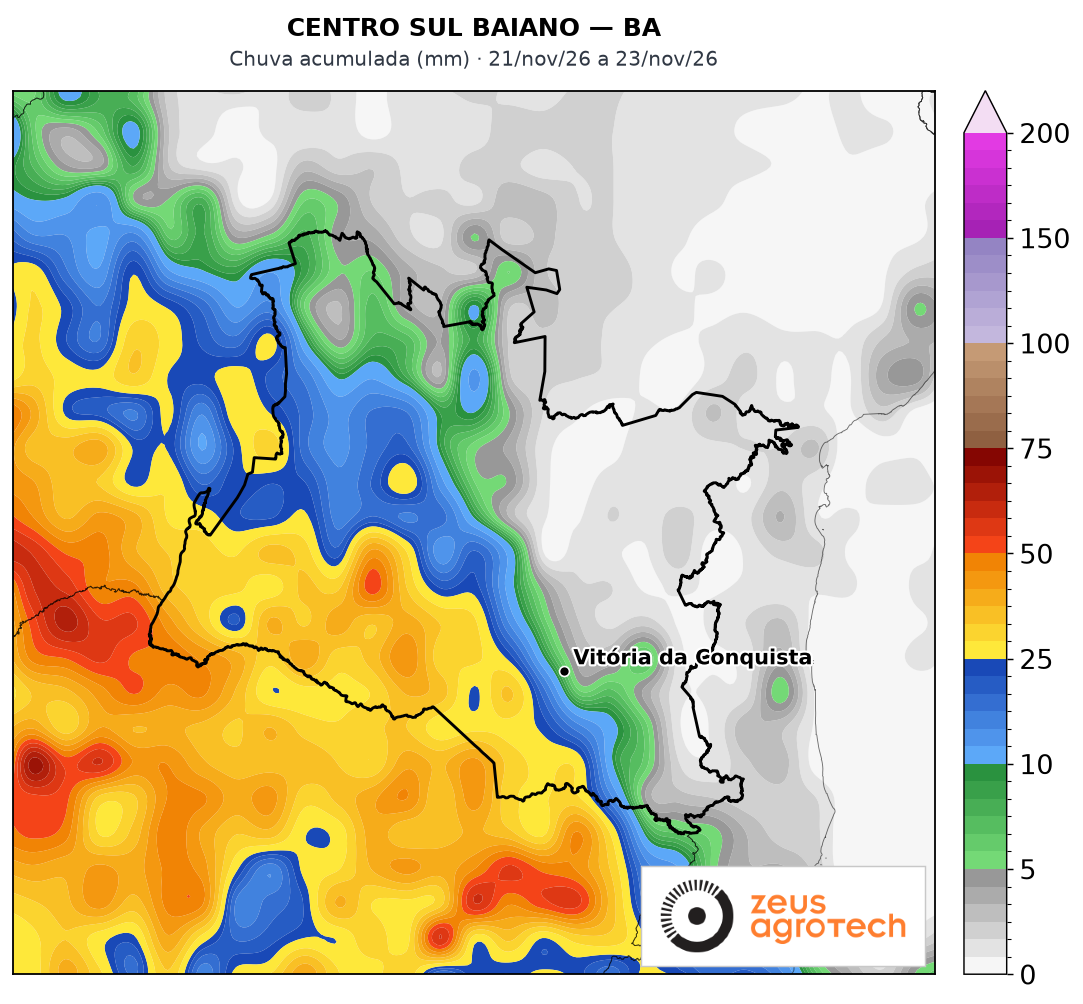 CENTRO SUL BAIANO — BA
Chuva acumulada (mm) · 21/nov/26 a 23/nov/26
200
150
100
75
50
25
10
5
0
Vitória da Conquista
zeus
agrotech